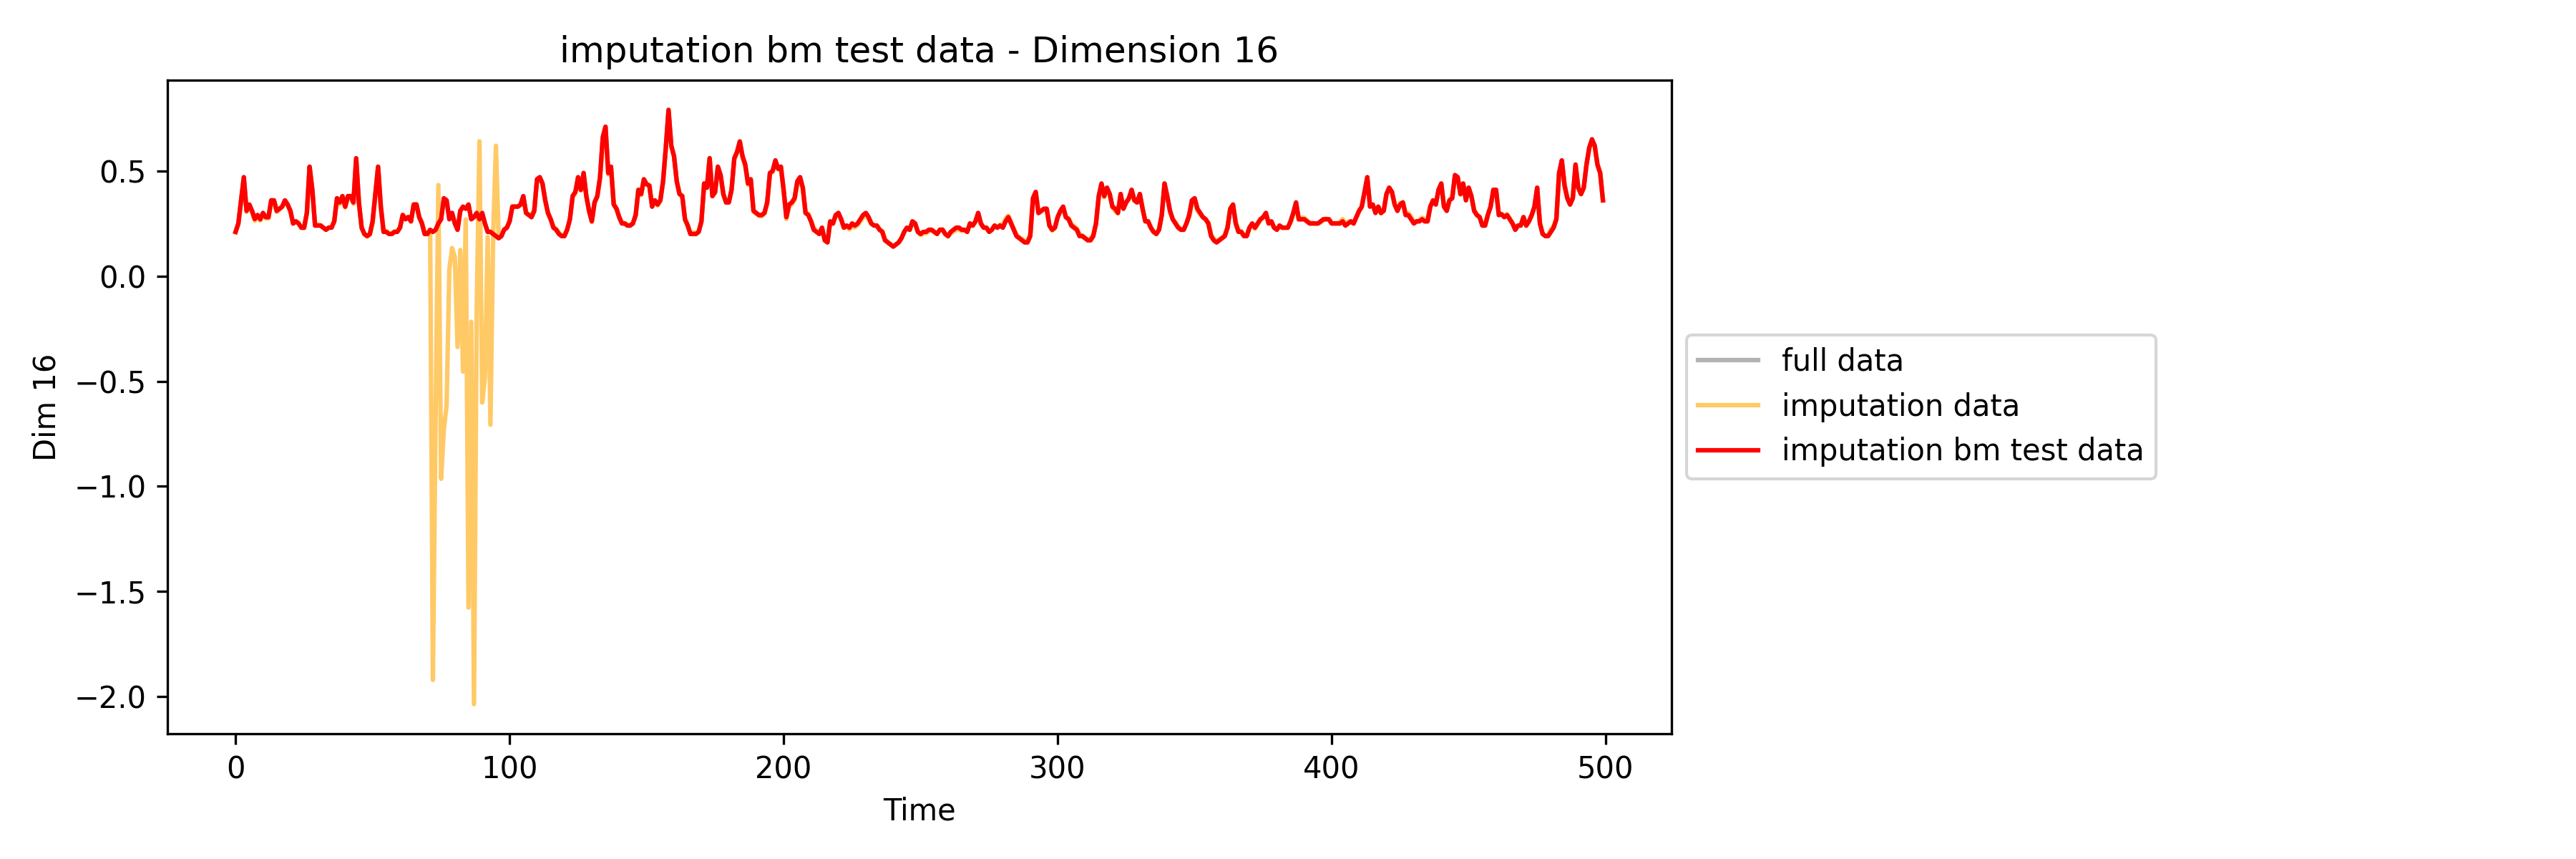 imputation bm test data - Dimension 16
Dim 16
0.5
0.0
−0.5
−1.0
−1.5
−2.0
0 100 200 300 400 500
Time
full data
imputation data
imputation bm test data